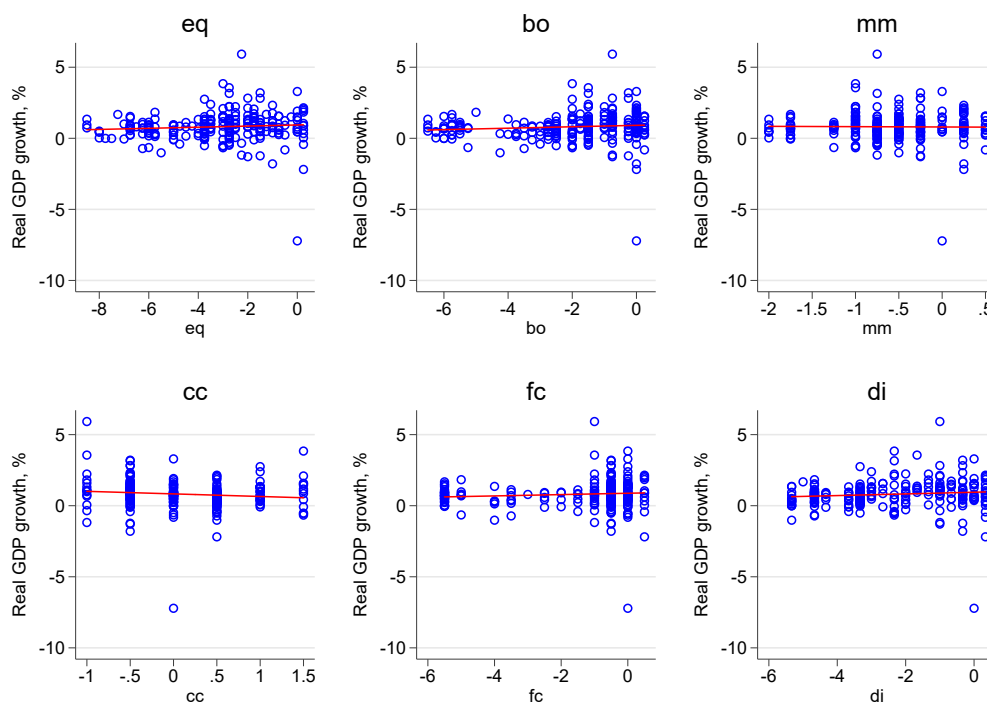 eq
bo
mm
Real GDP growth, %
5
0
-5
-10
-8 -6 -4 -2 0
eq
Real GDP growth, %
5
0
-5
-10
-6 -4 -2 0
bo
Real GDP growth, %
5
0
-5
-10
-2 -1.5 -1 -.5 0 .5
mm
cc
fc
di
Real GDP growth, %
5
0
-5
-10
-1 -.5 0 .5 1 1.5
cc
Real GDP growth, %
5
0
-5
-10
-6 -4 -2 0
fc
Real GDP growth, %
5
0
-5
-10
-6 -4 -2 0
di